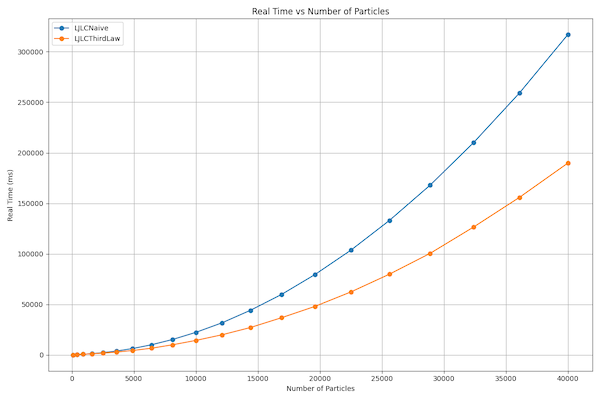 Real Time vs Number of Particles
LJLCNaive
LJLCThirdLaw
Real Time (ms)
300000
250000
200000
150000
100000
50000
0
0 5000 10000 15000 20000 25000 30000 35000 40000
Number of Particles